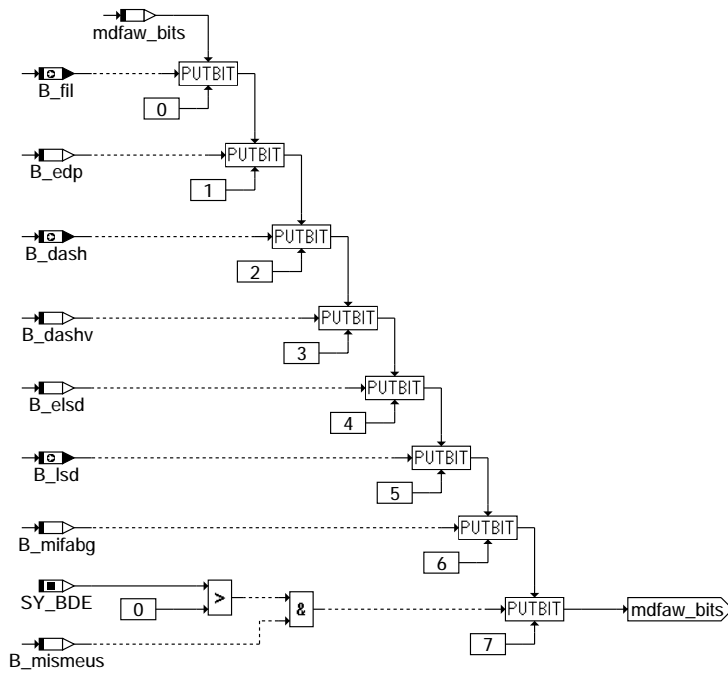 mdfaw_bits
PUTBIT
B_fil
0
PUTBIT
B_edp
1
PUTBIT
B_dash
2
PUTBIT
B_dashv
3
PUTBIT
B_elsd
4
PUTBIT
B_lsd
5
PUTBIT
B_mifabg
6
SY_BDE
0
>
&
PUTBIT
mdfaw_bits
7
B_mismeus